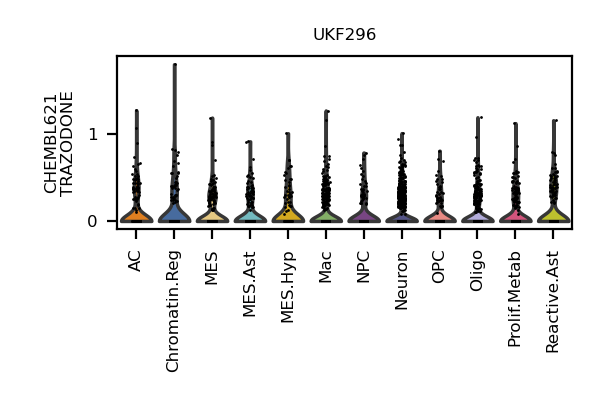 UKF296
CHEMBL621
TRAZODONE
1
0
AC
Chromatin.Reg
MES
MES.Ast
MES.Hyp
Mac
NPC
Neuron
OPC
Oligo
Prolif.Metab
Reactive.Ast